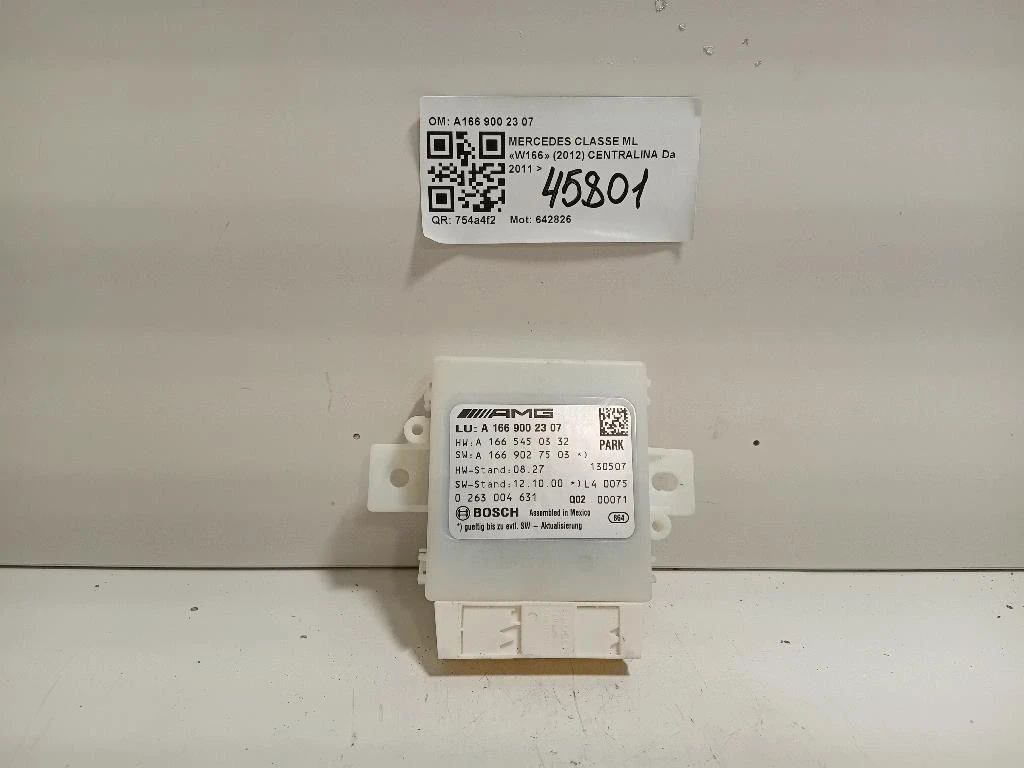 OM: A166 900 23 07
MERCEDES CLASSE ML
«W166» (2012) CENTRALINA Da
2011 >
45801
QR: 754a4f2 Mot: 642826
AMG
LU: A 166 900 23 07
HW: A 166 545 03 32
PARK
SW: A 166 902 75 03 *)
HW-Stand: 08.27 130507
SW-Stand: 12.10.00 *) L4 0075
0 263 004 631 Q02 00071
BOSCH Assembled in Mexico 864
*) gueltig bis zu evtl. SW - Aktualisierung